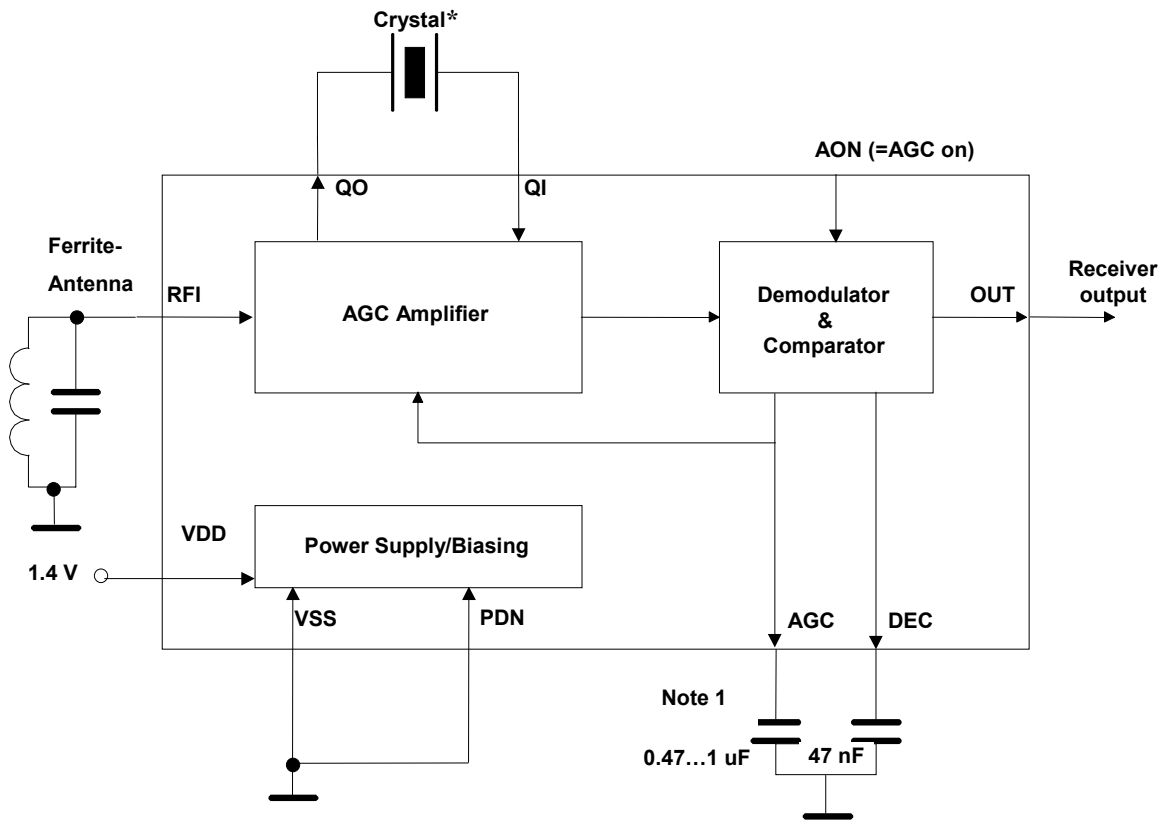 Crystal*
AON (=AGC on)
QO
QI
Ferrite-
Antenna
RFI
AGC Amplifier
Demodulator
&
Comparator
OUT
Receiver
output
VDD
Power Supply/Biasing
1.4 V
VSS
PDN
AGC
DEC
Note 1
0.47…1 uF
47 nF